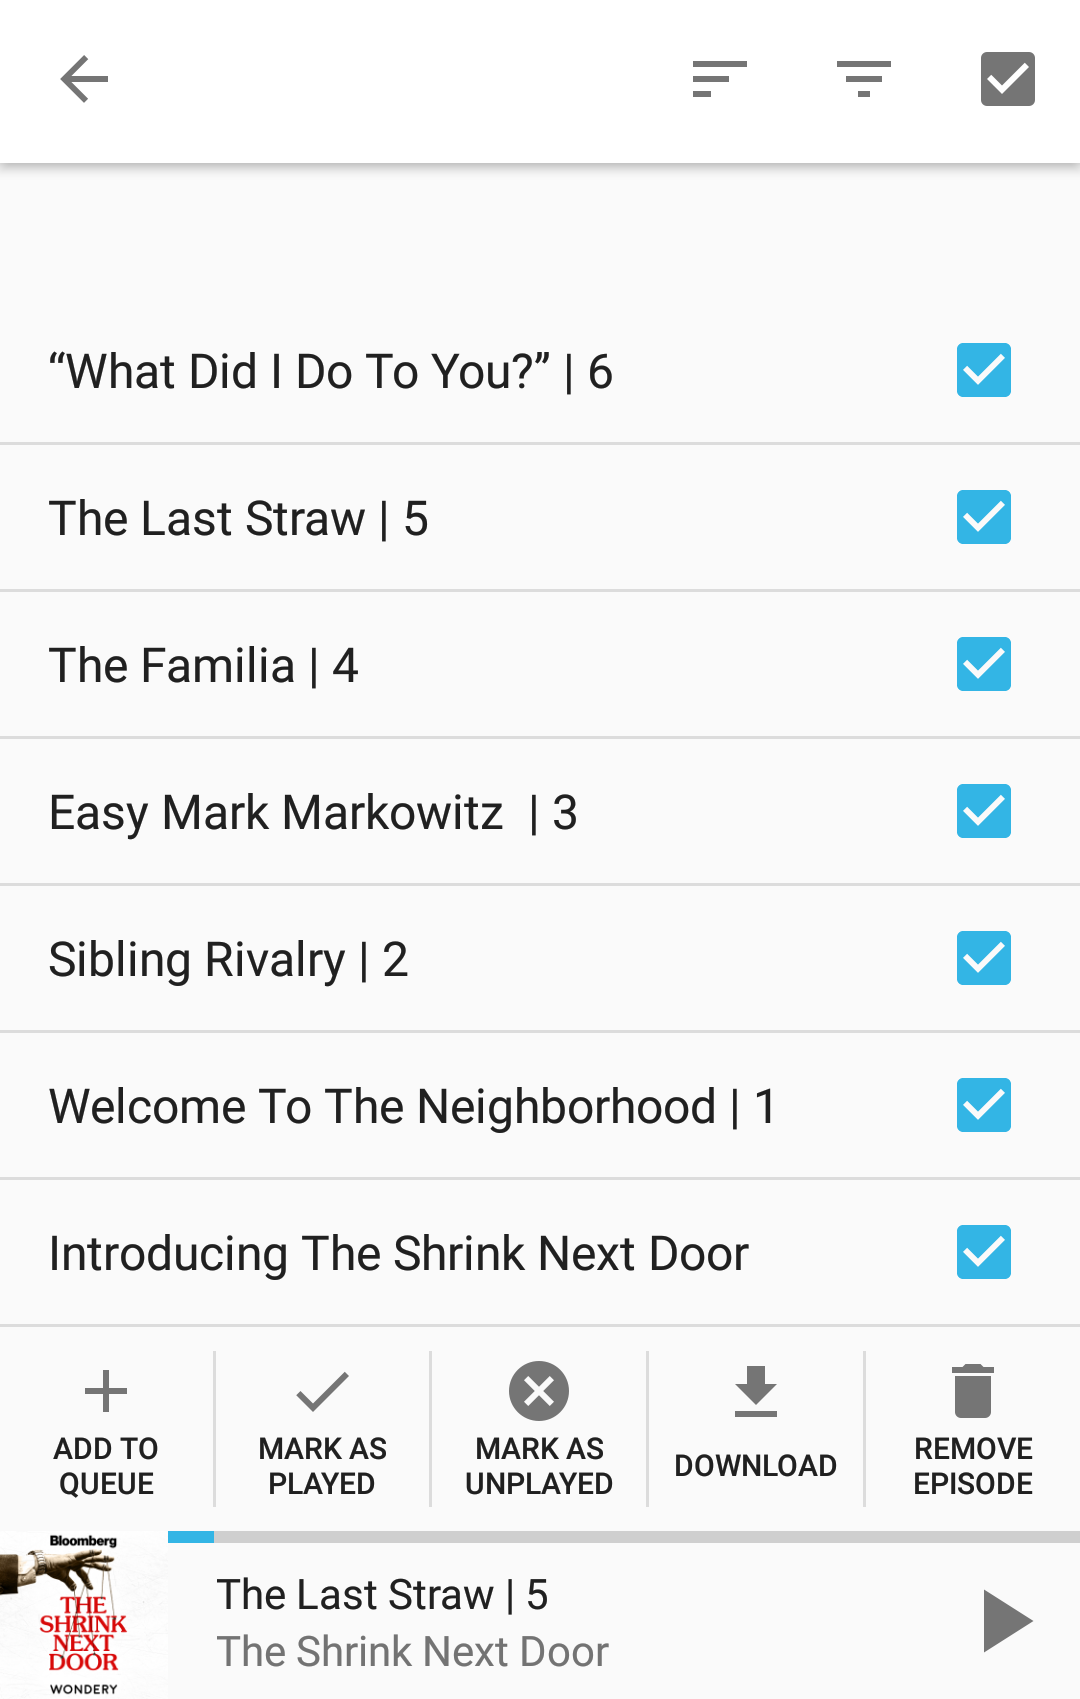 “What Did I Do To You?” | 6
The Last Straw | 5
The Familia | 4
Easy Mark Markowitz  | 3
Sibling Rivalry | 2
Welcome To The Neighborhood | 1
Introducing The Shrink Next Door
ADD TO
QUEUE
MARK AS
PLAYED
MARK AS
UNPLAYED
DOWNLOAD
REMOVE
EPISODE
Bloomberg
THE
SHRINK
NEXT
DOOR
WONDERY
The Last Straw | 5
The Shrink Next Door